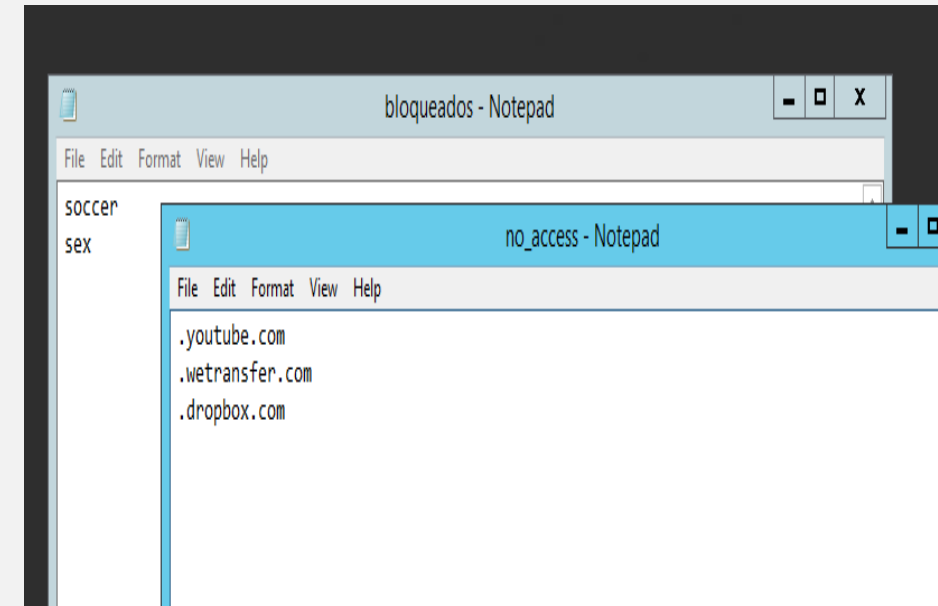 bloqueados - Notepad
File Edit Format View Help
soccer
sex
no_access - Notepad
File Edit Format View Help
.youtube.com
.wetransfer.com
.dropbox.com